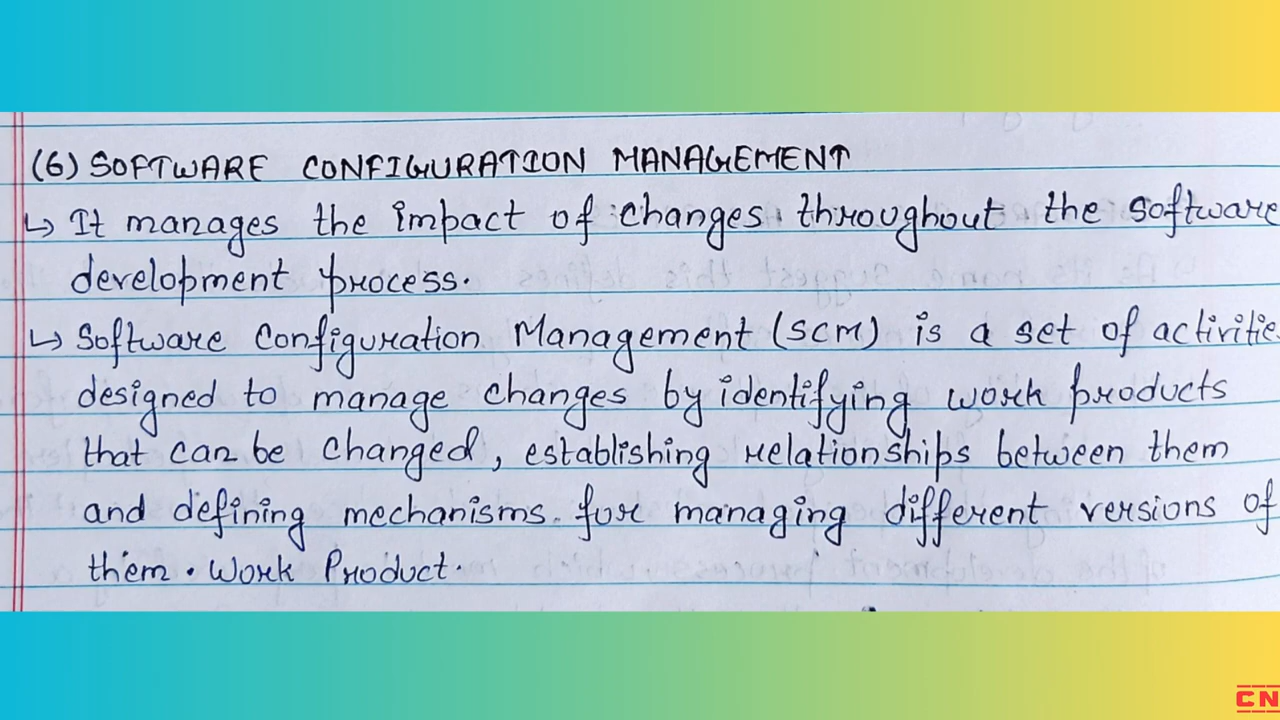 (6) SOFTWARE CONFIGURATION MANAGEMENT
↳ It manages the impact of changes throughout the software
development process.
↳ Software Configuration Management (SCM) is a set of activitie
designed to manage changes by identifying work products
that can be changed, establishing relationships between them
and defining mechanisms for managing different versions of
them. Work Product.
CN